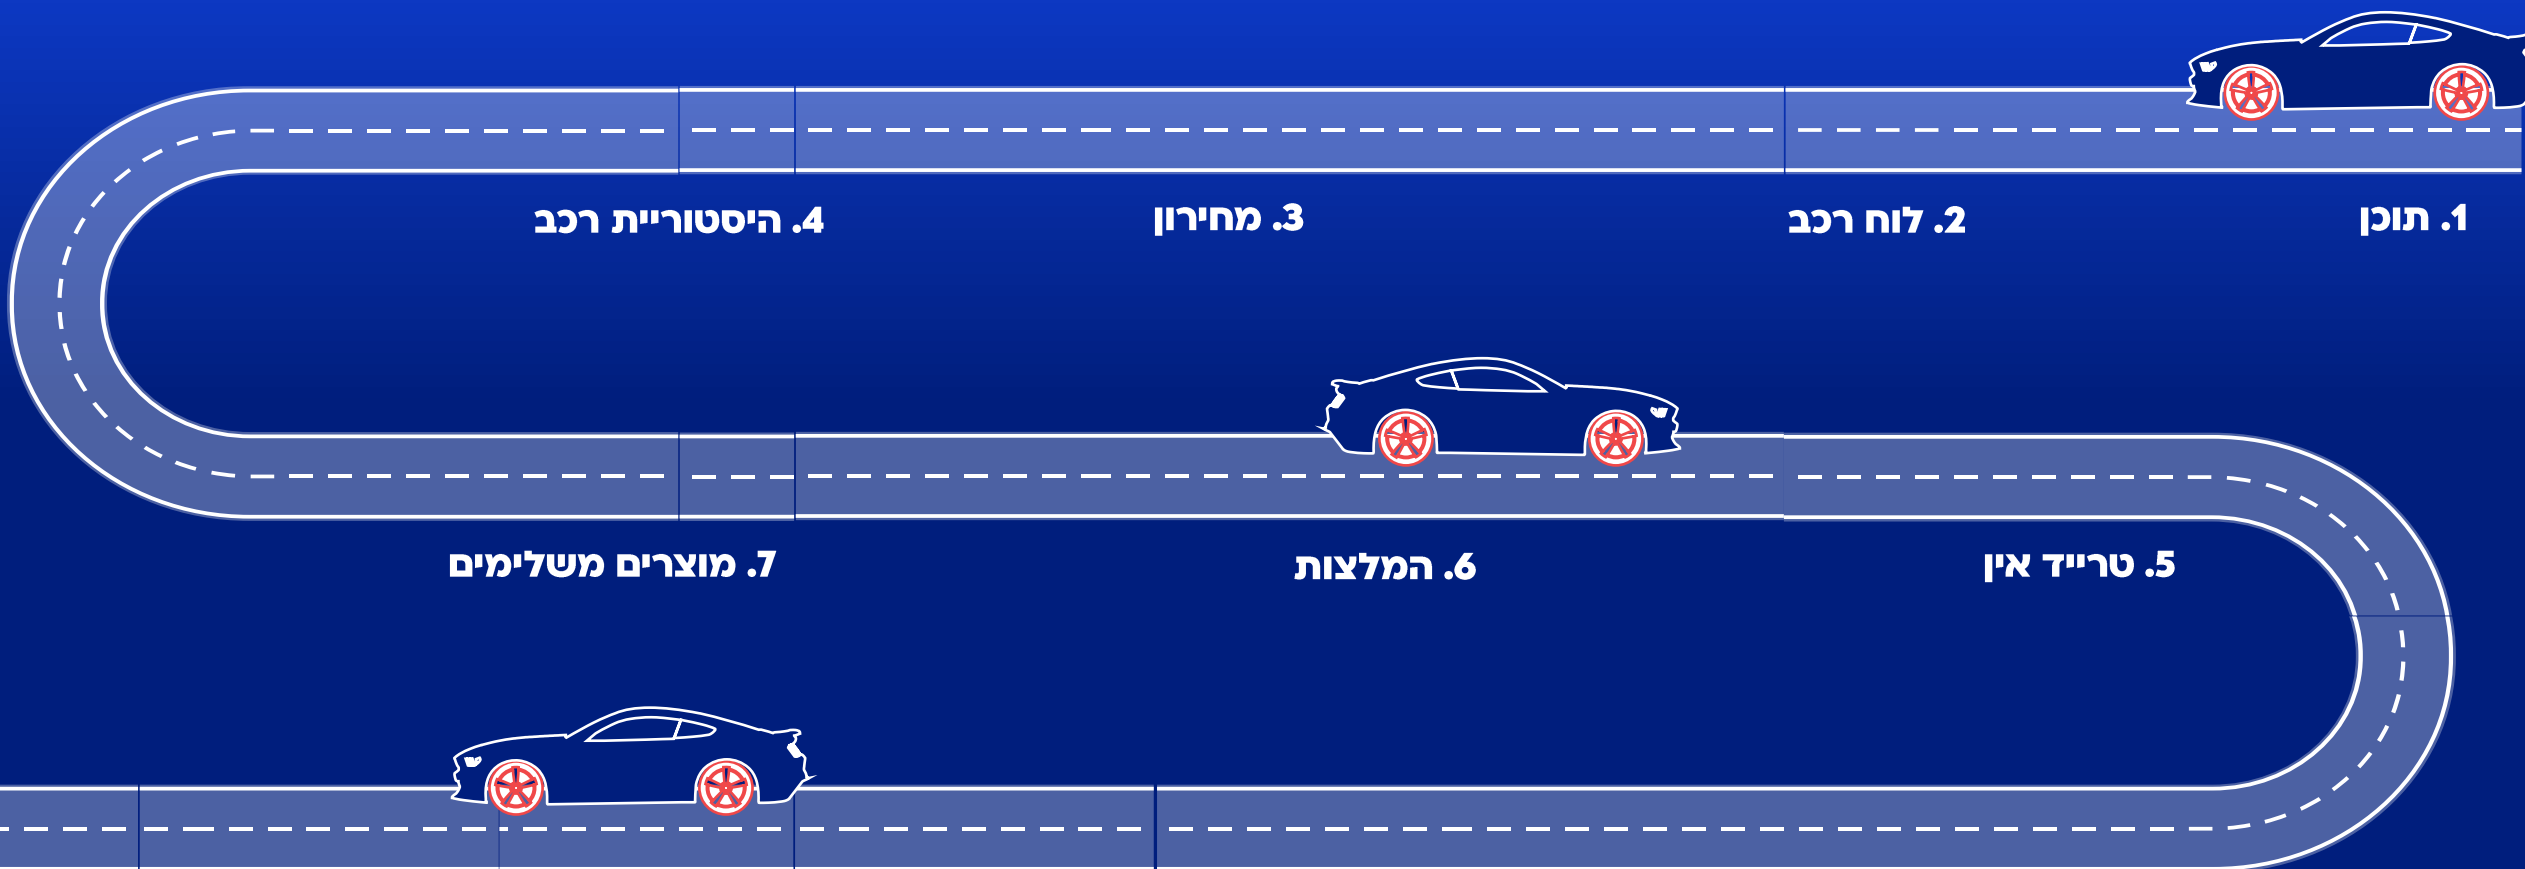 1. תוכן
2. לוח רכב
3. מחירון
4. היסטוריית רכב
5. טרייד אין
6. המלצות
7. מוצרים משלימים